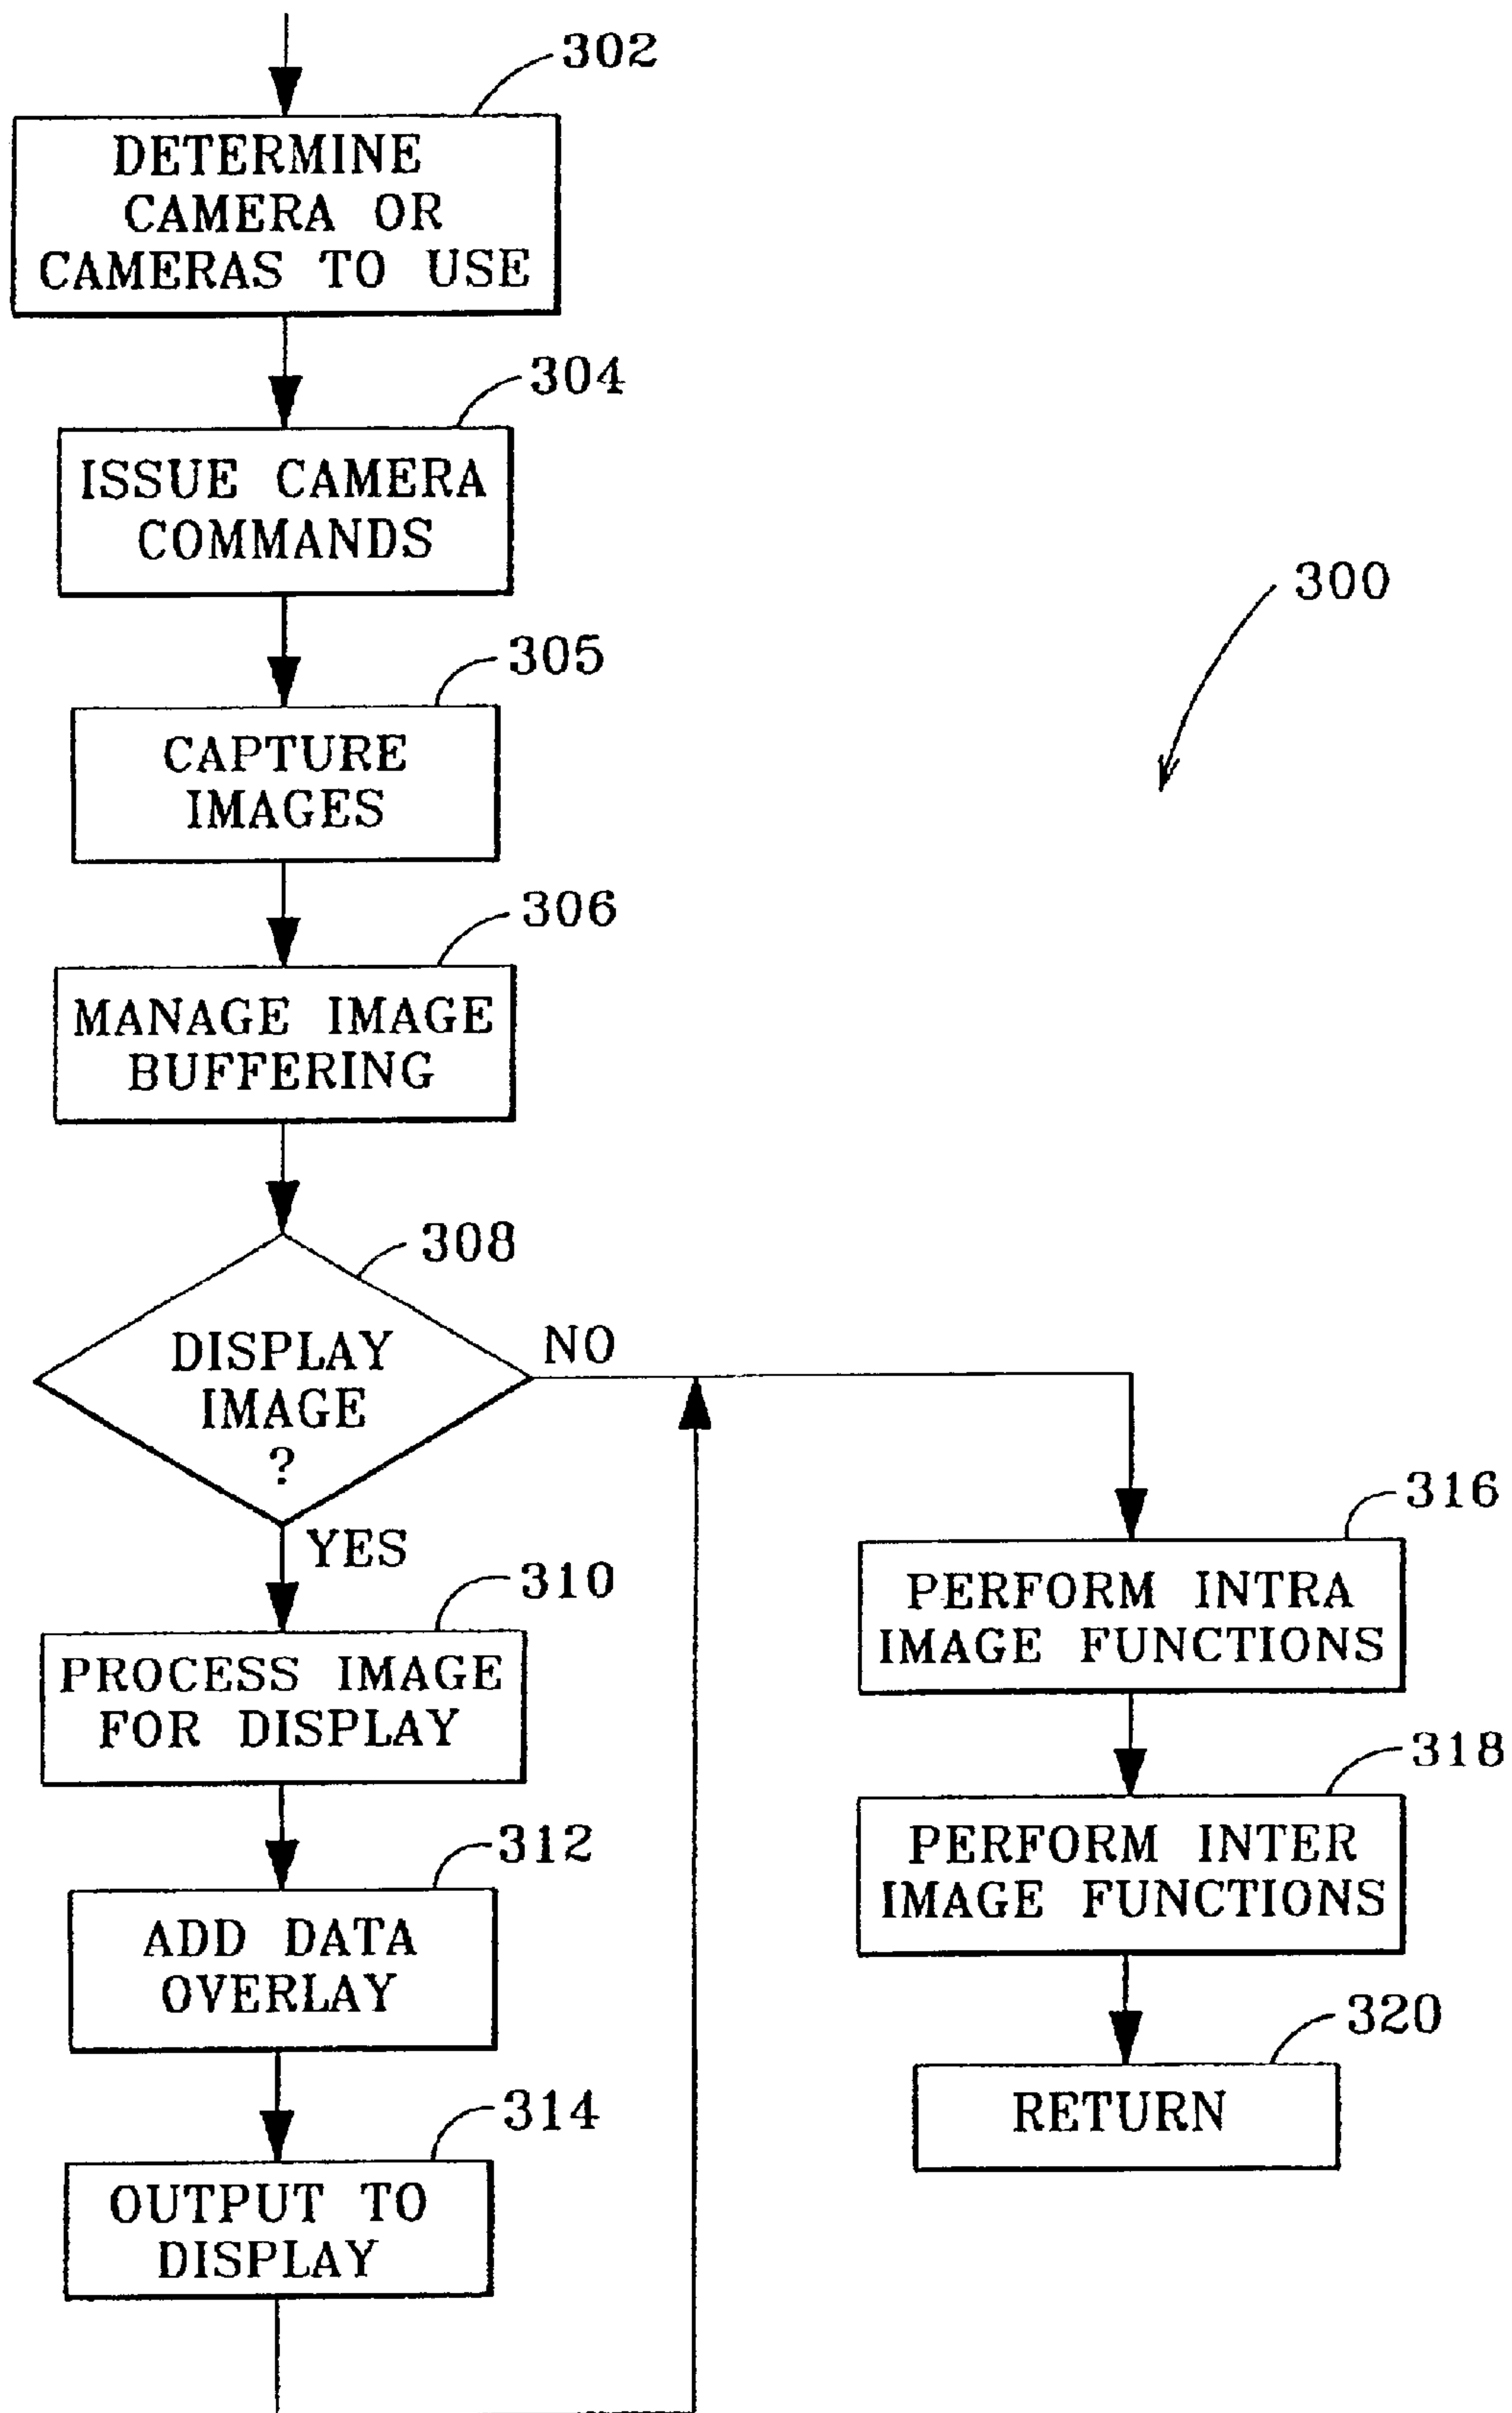 302
DETERMINE
CAMERA OR
CAMERAS TO USE
304
ISSUE CAMERA
COMMANDS
300
305
CAPTURE
IMAGES
306
MANAGE IMAGE
BUFFERING
308
DISPLAY
IMAGE
?
NO
YES
310
PROCESS IMAGE
FOR DISPLAY
312
ADD DATA
OVERLAY
314
OUTPUT TO
DISPLAY
316
PERFORM INTRA
IMAGE FUNCTIONS
318
PERFORM INTER
IMAGE FUNCTIONS
320
RETURN